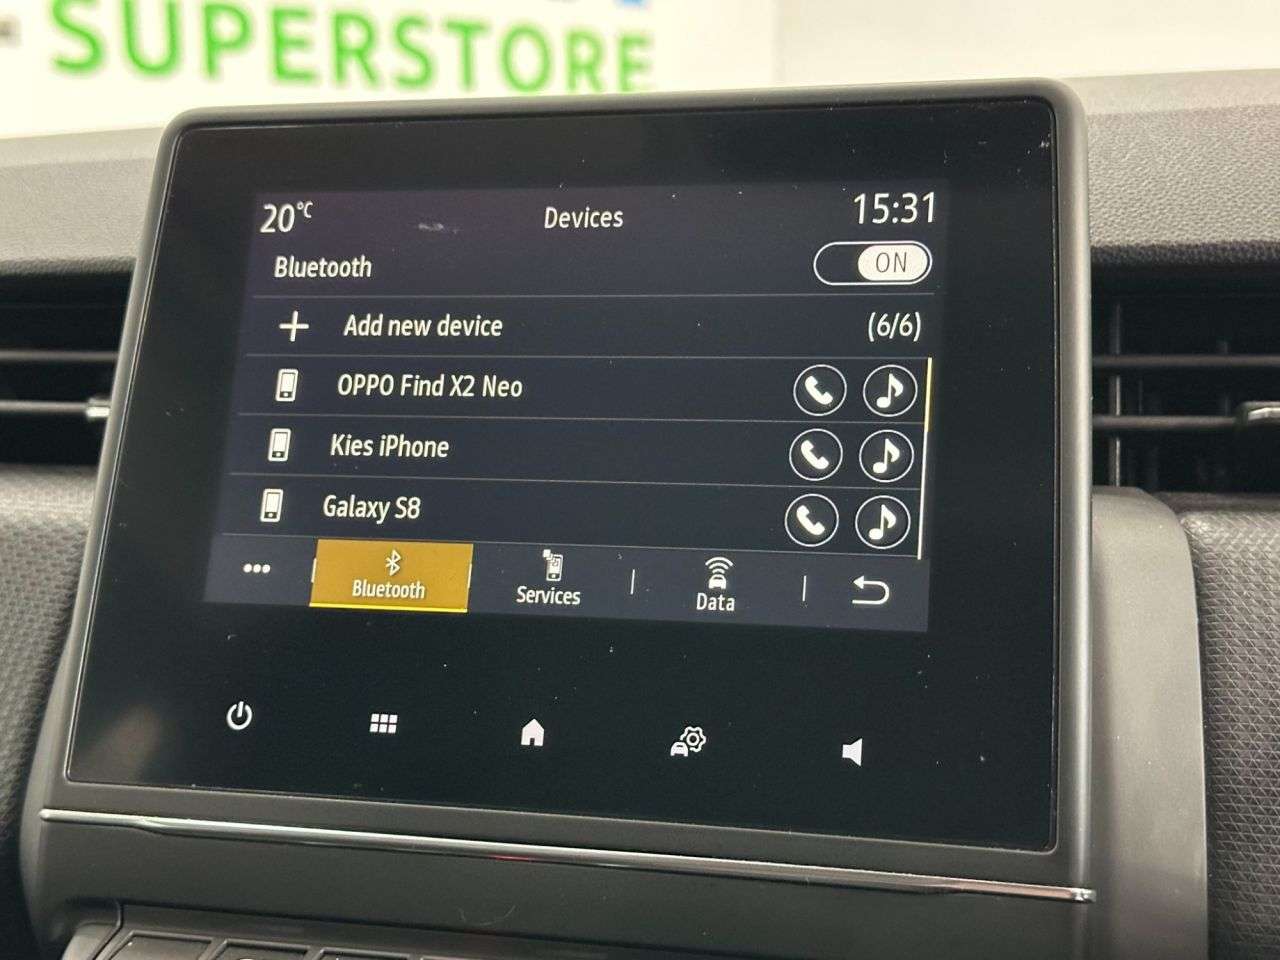 SUPERSTORE
20°C Devices 15:31
Bluetooth ON
Add new device (6/6)
OPPO Find X2 Neo
Kies iPhone
Galaxy S8
Bluetooth Services Data